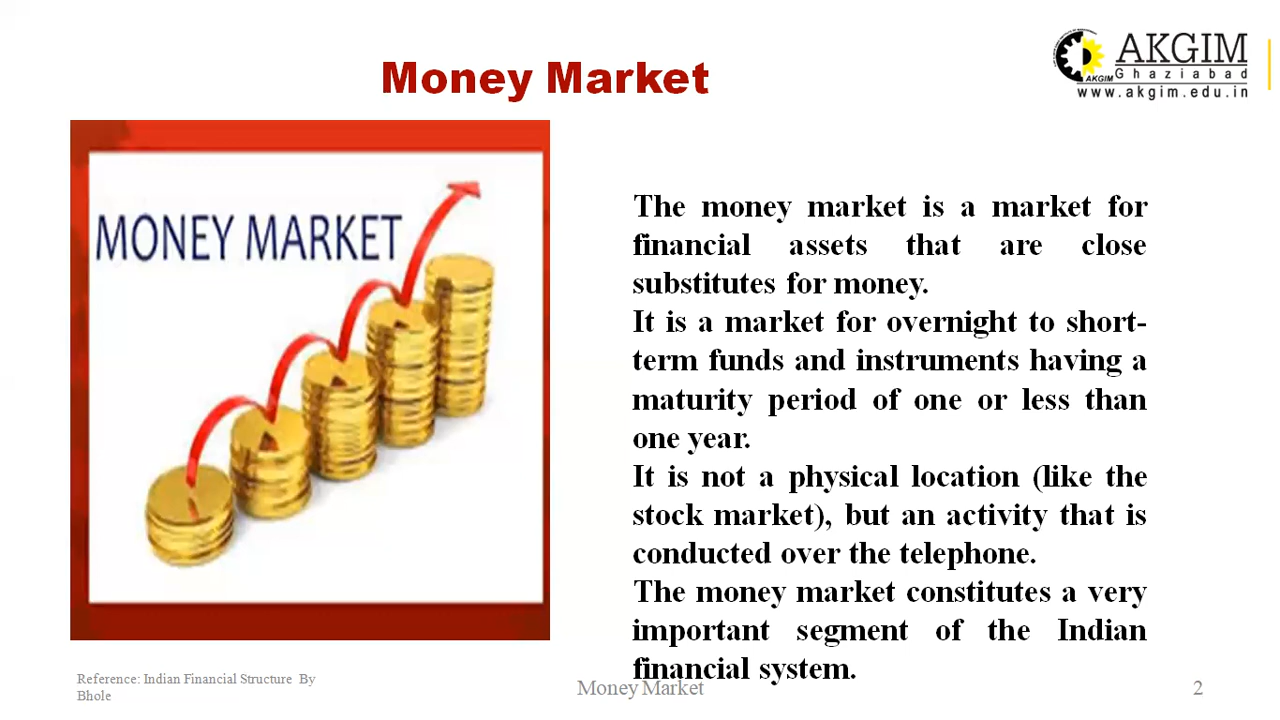 Money Market
AKGIM
Ghaziabad
www.akgim.edu.in
AKGIM
MONEY MARKET
The money market is a market for
financial assets that are close
substitutes for money.
It is a market for overnight to short-
term funds and instruments having a
maturity period of one or less than
one year.
It is not a physical location (like the
stock market), but an activity that is
conducted over the telephone.
The money market constitutes a very
important segment of the Indian
financial system.
Reference: Indian Financial Structure By
Bhole
Money Market
2